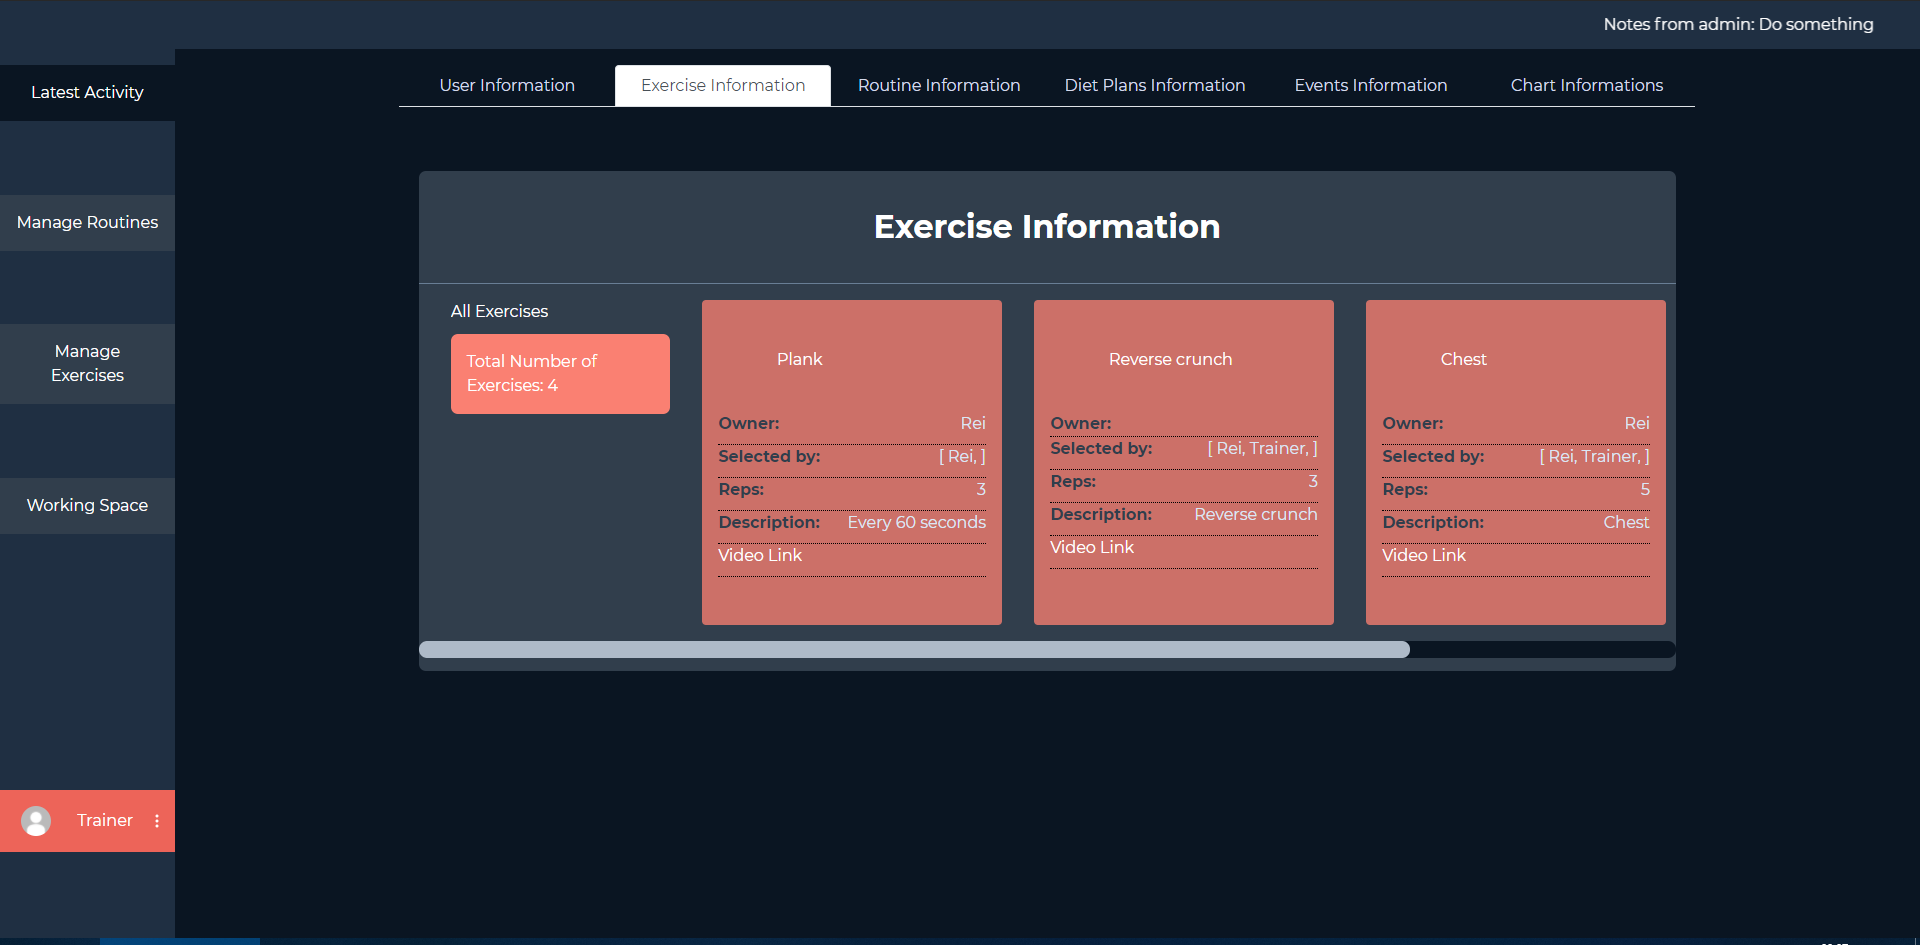 Notes from admin: Do something
Latest Activity
Manage Routines
Manage
Exercises
Working Space
Trainer
User Information
Exercise Information
Routine Information
Diet Plans Information
Events Information
Chart Informations
Exercise Information
All Exercises
Total Number of
Exercises: 4
Plank
Owner: Rei
Selected by: [ Rei, ]
Reps: 3
Description: Every 60 seconds
Video Link
Reverse crunch
Owner:
Selected by: [ Rei, Trainer, ]
Reps: 3
Description: Reverse crunch
Video Link
Chest
Owner: Rei
Selected by: [ Rei, Trainer, ]
Reps: 5
Description: Chest
Video Link